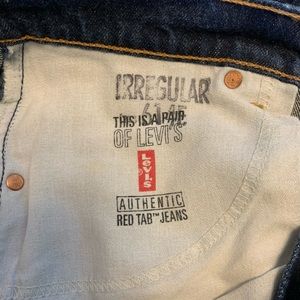 IRREGULAR
THIS IS A PAIR
OF LEVI'S
Levi's
AUTHENTIC
RED TAB™ JEANS